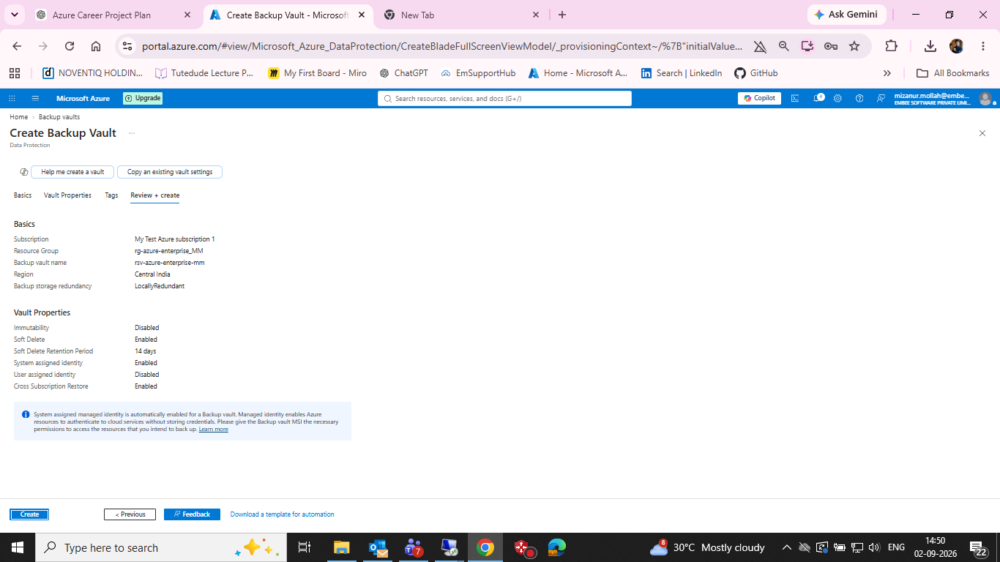 Azure Career Project Plan
Create Backup Vault - Microsoft
New Tab
Ask Gemini
portal.azure.com/#view/Microsoft_Azure_DataProtection/CreateBladeFullScreenViewModel/_provisioningContext~/%7B"initialValue...
NOVENTIQ HOLDIN...
Tutedude Lecture P...
My First Board - Miro
ChatGPT
EmSupportHub
Home - Microsoft A...
Search | LinkedIn
GitHub
All Bookmarks
Microsoft Azure
Upgrade
Search resources, services, and docs (G+/)
Copilot
4
mizanur.mollah@embe...
EMBEE SOFTWARE PRIVATE LIMI...
Home > Backup vaults
Create Backup Vault ...
Data Protection
Help me create a vault
Copy an existing vault settings
Basics Vault Properties Tags Review + create
Basics
Subscription My Test Azure subscription 1
Resource Group rg-azure-enterprise_MM
Backup vault name rsv-azure-enterprise-mm
Region Central India
Backup storage redundancy LocallyRedundant
Vault Properties
Immutability Disabled
Soft Delete Enabled
Soft Delete Retention Period 14 days
System assigned identity Enabled
User assigned identity Disabled
Cross Subscription Restore Enabled
System assigned managed identity is automatically enabled for a Backup vault. Managed identity enables Azure
resources to authenticate to cloud services without storing credentials. Please give the Backup vault MSI the necessary
permissions to access the resources that you intend to back up. Learn more
Create
< Previous
Feedback
Download a template for automation
Type here to search
7
8
30°C Mostly cloudy
ENG
14:50
02-09-2026
22